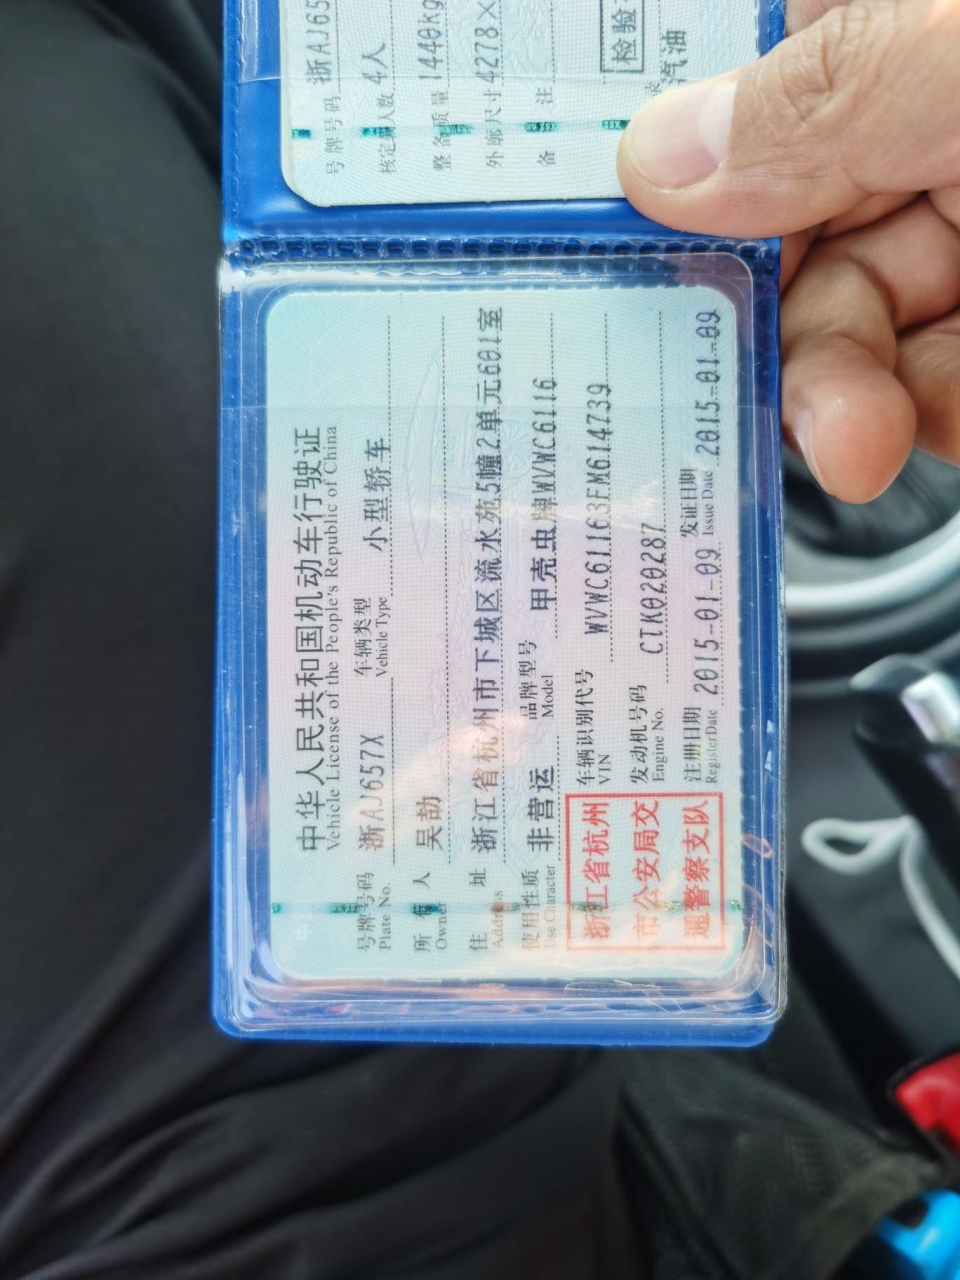 中华人民共和国机动车行驶证
Vehicle License of the People's Republic of China
号牌号码 浙AJ657X 车辆类型 小型轿车
Plate No. Vehicle Type
所有人 吴劼
Owner
住址 浙江省杭州市下城区流水苑5幢2单元601室
Address
使用性质 非营运 品牌型号 甲壳虫牌WVWC6116
Use Character Model
浙江省杭州
市公安局交
通警察支队
车辆识别代号 WVWC61163FM614739
VIN
发动机号码 CTK020287
Engine No.
注册日期 2015-01-09 发证日期 2015-01-09
Register Date Issue Date
号牌号码 浙AJ65
核定载人数 4人
整备质量 1440kg
外廓尺寸 4278×
备注
检验
汽油